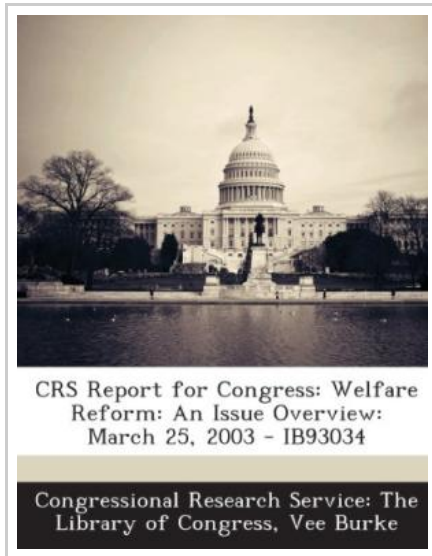 CRS Report for Congress: Welfare
Reform: An Issue Overview:
March 25, 2003 - IB93034
Congressional Research Service: The
Library of Congress, Vee Burke